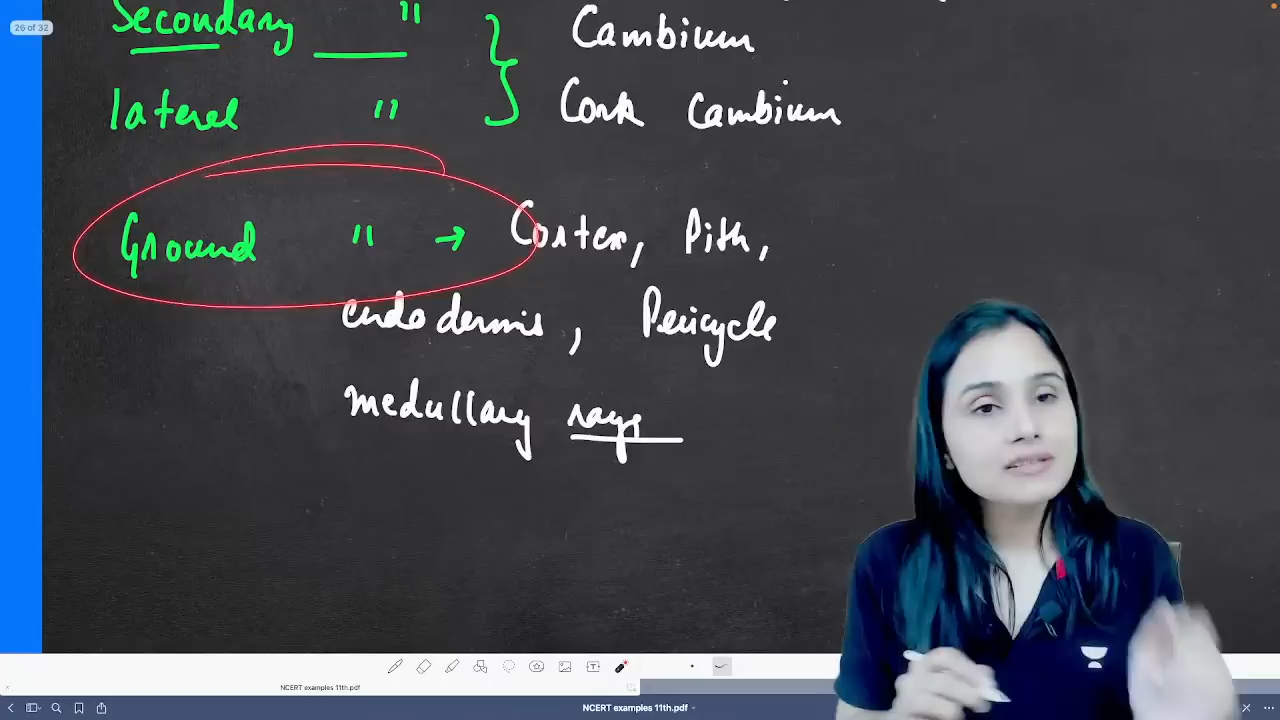 26 of 32
Secondary "
Cambium
lateral "
Cork Cambium
Ground " → Cortex, Pith,
endodermis, Pericycle
medullary rays
NCERT examples 11th.pdf
NCERT examples 11th.pdf